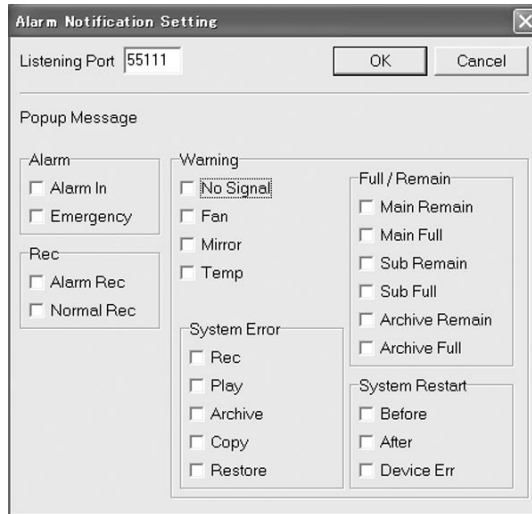 Alarm Notification Setting
Listening Port 55111
OK
Cancel
Popup Message
Alarm
Alarm In
Emergency
Rec
Alarm Rec
Normal Rec
Warning
No Signal
Fan
Mirror
Temp
System Error
Rec
Play
Archive
Copy
Restore
Full / Remain
Main Remain
Main Full
Sub Remain
Sub Full
Archive Remain
Archive Full
System Restart
Before
After
Device Err